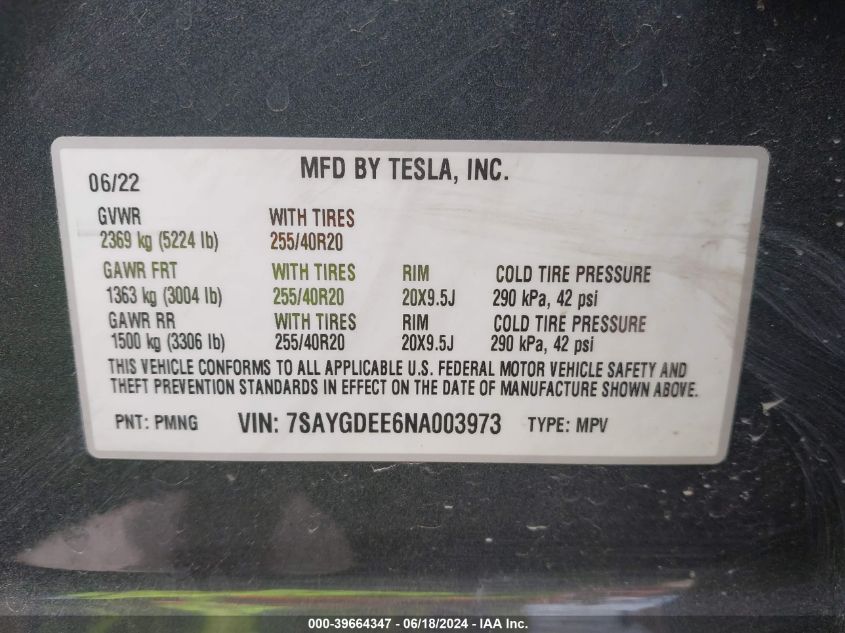 MFD BY TESLA, INC.
06/22
GVWR WITH TIRES
2369 kg (5224 lb) 255/40R20
GAWR FRT WITH TIRES RIM COLD TIRE PRESSURE
1363 kg (3004 lb) 255/40R20 20X9.5J 290 kPa, 42 psi
GAWR RR WITH TIRES RIM COLD TIRE PRESSURE
1500 kg (3306 lb) 255/40R20 20X9.5J 290 kPa, 42 psi
THIS VEHICLE CONFORMS TO ALL APPLICABLE U.S. FEDERAL MOTOR VEHICLE SAFETY AND
THEFT PREVENTION STANDARDS IN EFFECT ON THE DATE OF MANUFACTURE SHOWN ABOVE.
PNT: PMNG VIN: 7SAYGDEE6NA003973 TYPE: MPV
000-39664347 - 06/18/2024 - IAA Inc.